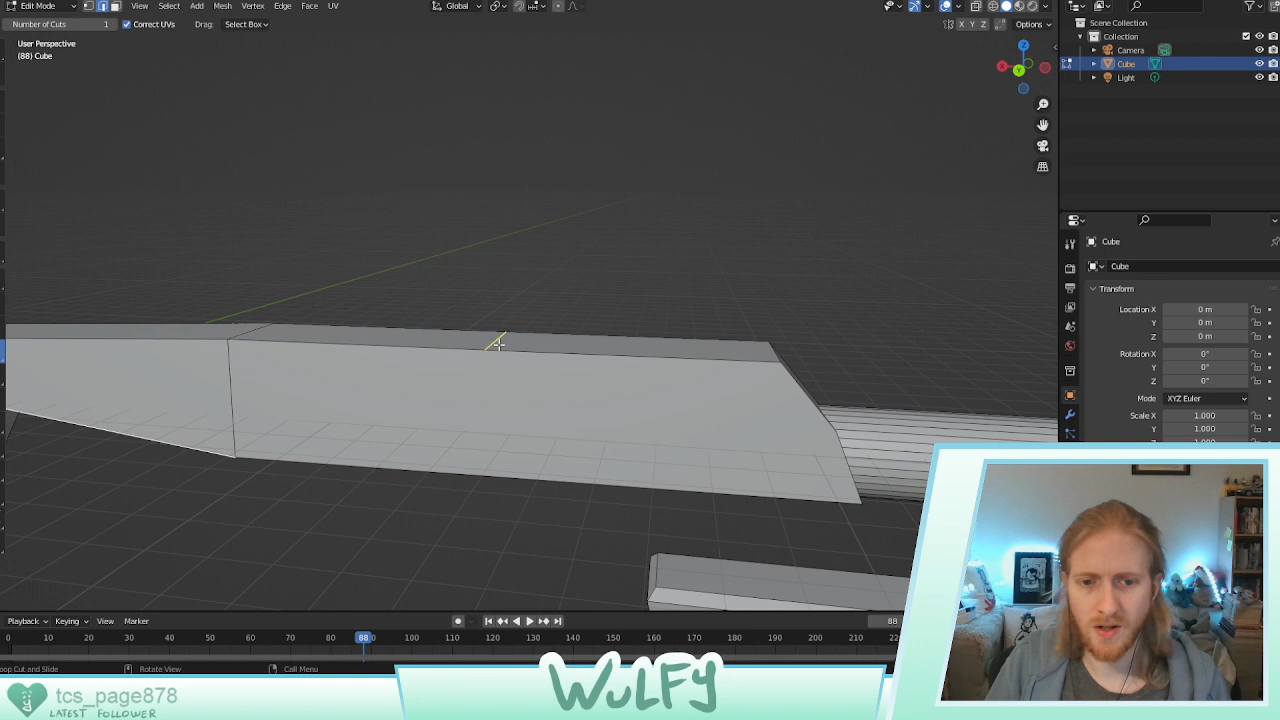 Edit Mode View Select Add Mesh Vertex Edge Face UV Global
Number of Cuts 1 Correct UVs Drag: Select Box X Y Z Options
User Perspective
(88) Cube
Z
X
Y
Scene Collection
Collection
Camera
Cube
Light
Cube
Cube
Transform
Location X 0 m
Y 0 m
Z 0 m
Rotation X 0°
Y 0°
Z 0°
Mode XYZ Euler
Scale X 1.000
Y 1.000
Playback Keying View Marker 88
0 10 20 30 40 50 60 70 80 88 100 110 120 130 140 150 160 170 180 190 200 210
oop Cut and Slide Rotate View Call Menu
tcs_page878
LATEST FOLLOWER
WULFY